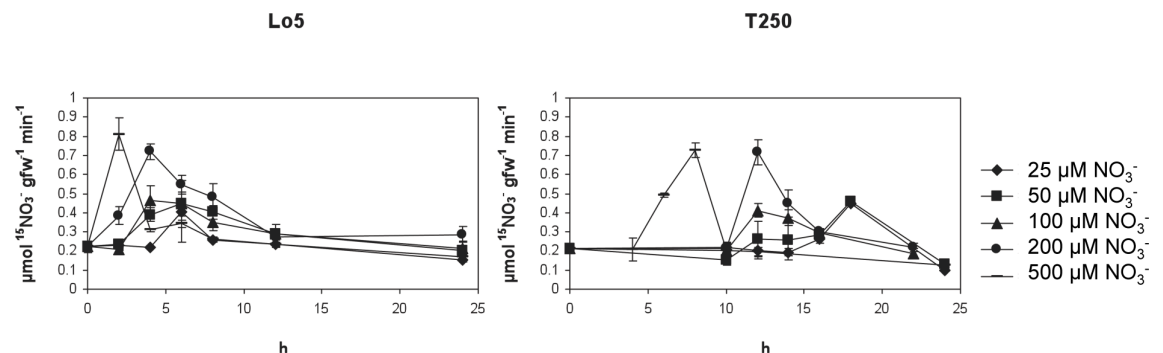 Lo5
T250
µmol ¹⁵NO₃⁻ gfw⁻¹ min⁻¹
1
0.9
0.8
0.7
0.6
0.5
0.4
0.3
0.2
0.1
0
0 5 10 15 20 25
h
µmol ¹⁵NO₃⁻ gfw⁻¹ min⁻¹
1
0.9
0.8
0.7
0.6
0.5
0.4
0.3
0.2
0.1
0
0 5 10 15 20 25
h
25 µM NO₃⁻
50 µM NO₃⁻
100 µM NO₃⁻
200 µM NO₃⁻
500 µM NO₃⁻